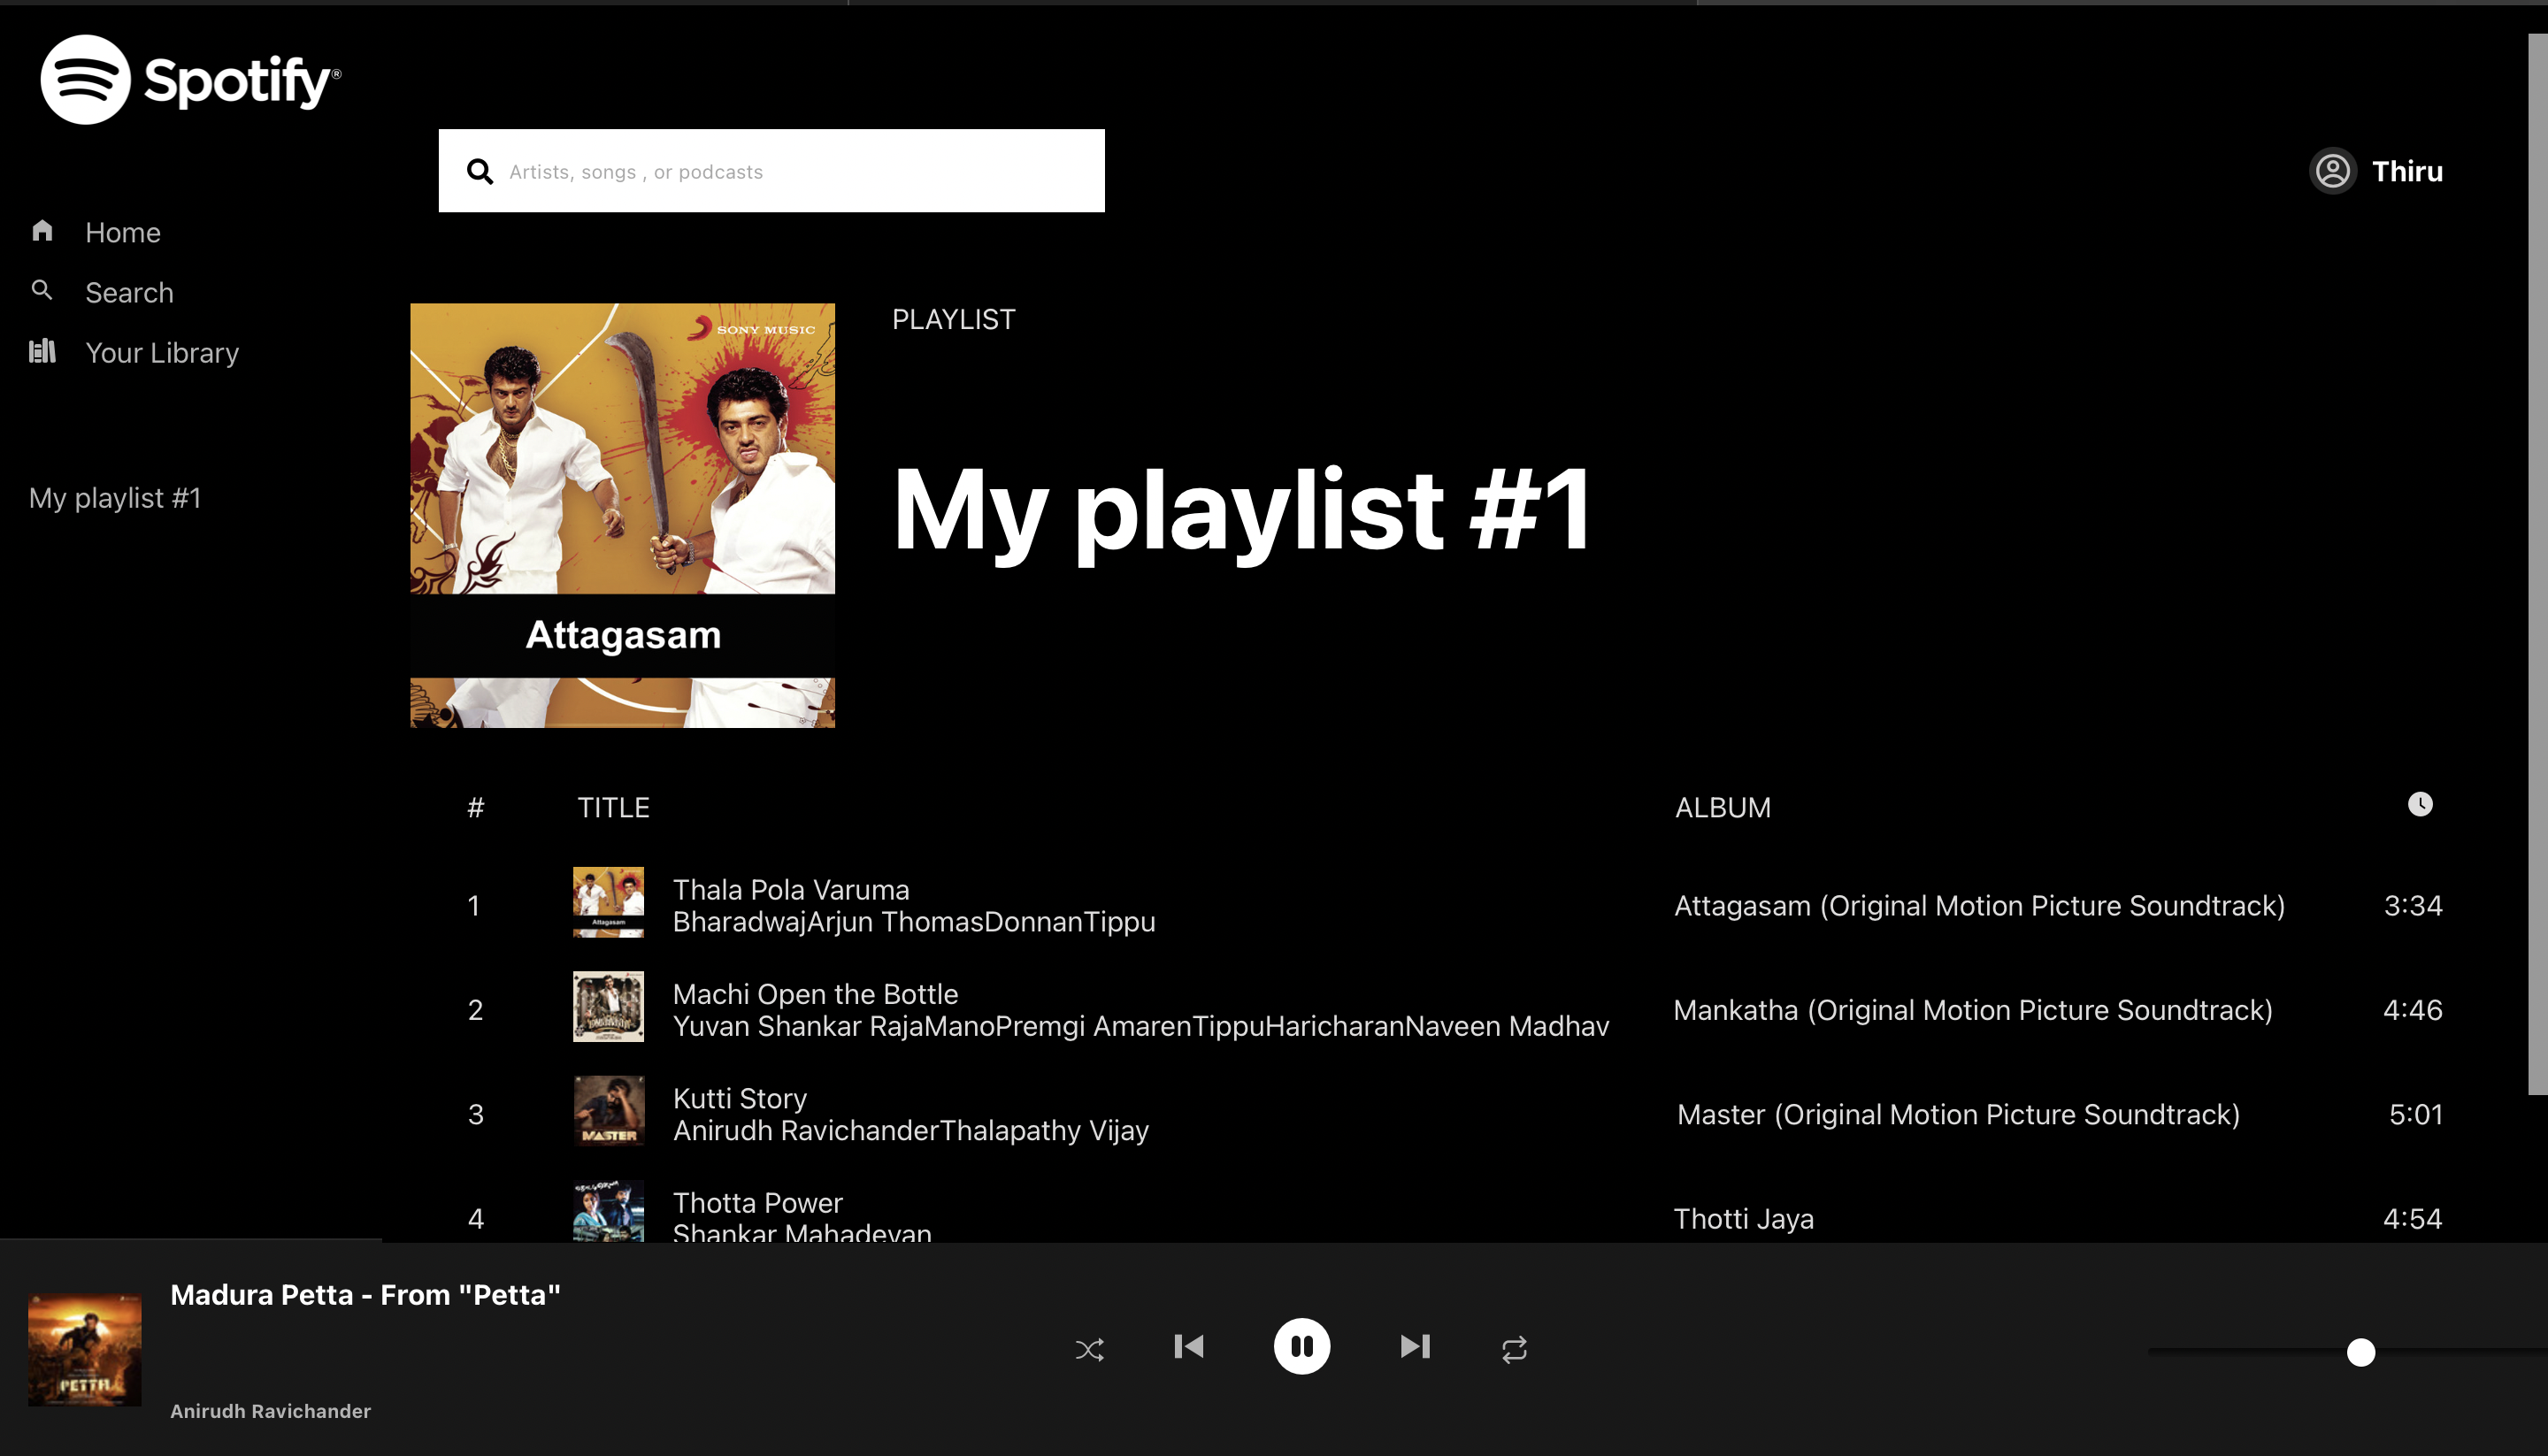 Spotify®
Artists, songs , or podcasts
Thiru
Home
Search
Your Library
My playlist #1
SONY MUSIC
Attagasam
PLAYLIST
My playlist #1
# TITLE ALBUM
1 Thala Pola Varuma Attagasam (Original Motion Picture Soundtrack) 3:34
Attagasam
BharadwajArjun ThomasDonnanTippu
2 Machi Open the Bottle Mankatha (Original Motion Picture Soundtrack) 4:46
Yuvan Shankar RajaManoPremgi AmarenTippuHaricharanNaveen Madhav
3 Kutti Story Master (Original Motion Picture Soundtrack) 5:01
MASTER
Anirudh RavichanderThalapathy Vijay
4 Thotta Power Thotti Jaya 4:54
Shankar Mahadevan
Madura Petta - From "Petta"
PETTA
Anirudh Ravichander